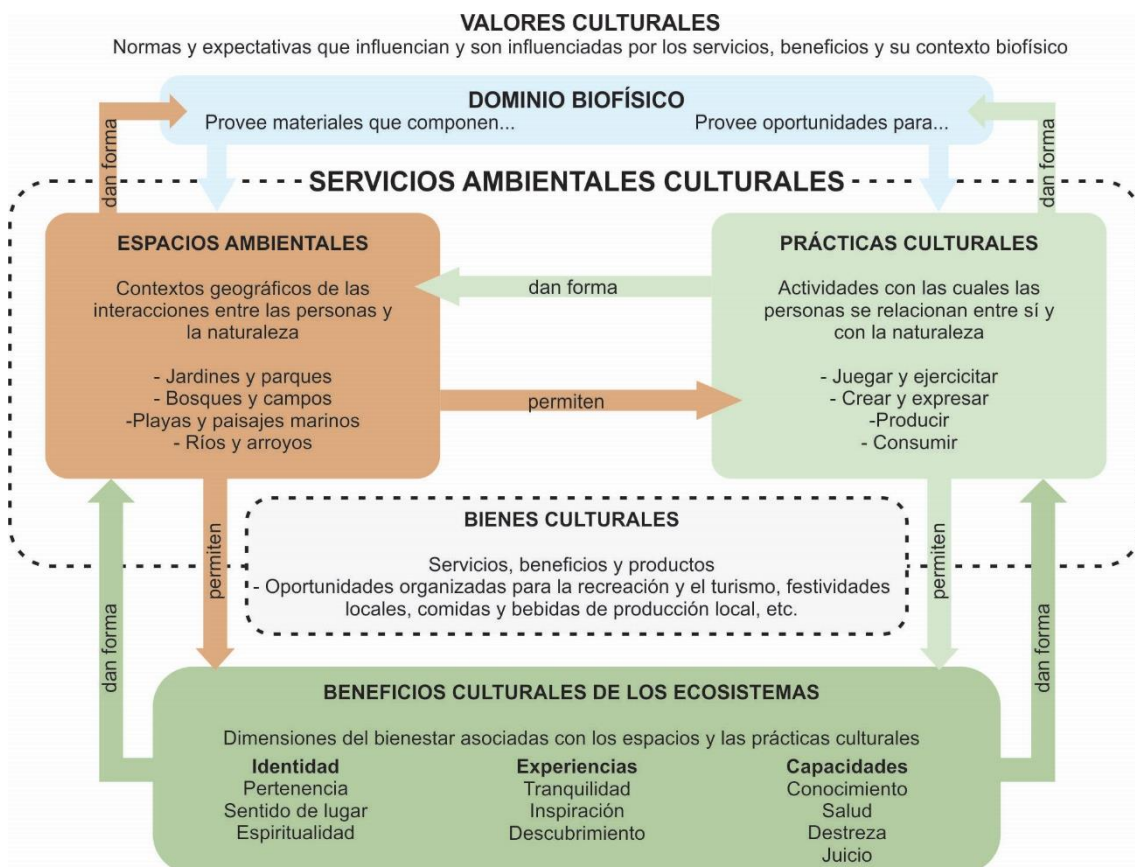 VALORES CULTURALES
Normas y expectativas que influencian y son influenciadas por los servicios, beneficios y su contexto biofísico
DOMINIO BIOFÍSICO
Provee materiales que componen...
Provee oportunidades para...
dan forma
dan forma
SERVICIOS AMBIENTALES CULTURALES
ESPACIOS AMBIENTALES
Contextos geográficos de las
interacciones entre las personas y
la naturaleza
- Jardines y parques
- Bosques y campos
-Playas y paisajes marinos
- Ríos y arroyos
dan forma
permiten
PRÁCTICAS CULTURALES
Actividades con las cuales las
personas se relacionan entre sí y
con la naturaleza
- Juegar y ejercicitar
- Crear y expresar
-Producir
- Consumir
permiten
BIENES CULTURALES
Servicios, beneficios y productos
- Oportunidades organizadas para la recreación y el turismo, festividades
locales, comidas y bebidas de producción local, etc.
permiten
dan forma
dan forma
BENEFICIOS CULTURALES DE LOS ECOSISTEMAS
Dimensiones del bienestar asociadas con los espacios y las prácticas culturales
Identidad
Pertenencia
Sentido de lugar
Espiritualidad
Experiencias
Tranquilidad
Inspiración
Descubrimiento
Capacidades
Conocimiento
Salud
Destreza
Juicio